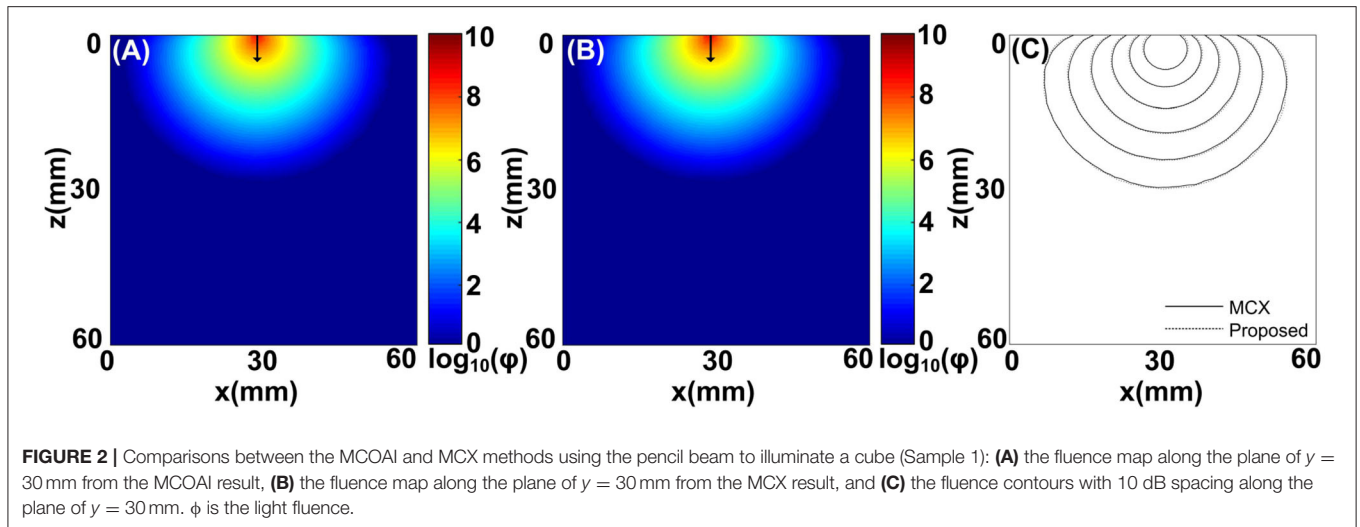 (A)
0
30
60
z(mm)
0 30 60
x(mm)
10
8
6
4
2
0
log₁₀(φ)
(B)
0
30
60
z(mm)
0 30 60
x(mm)
10
8
6
4
2
0
log₁₀(φ)
(C)
0
30
60
z(mm)
MCX
Proposed
0 30 60
x(mm)
FIGURE 2 | Comparisons between the MCOAI and MCX methods using the pencil beam to illuminate a cube (Sample 1): (A) the fluence map along the plane of y =
30 mm from the MCOAI result, (B) the fluence map along the plane of y = 30 mm from the MCX result, and (C) the fluence contours with 10 dB spacing along the
plane of y = 30 mm. ϕ is the light fluence.